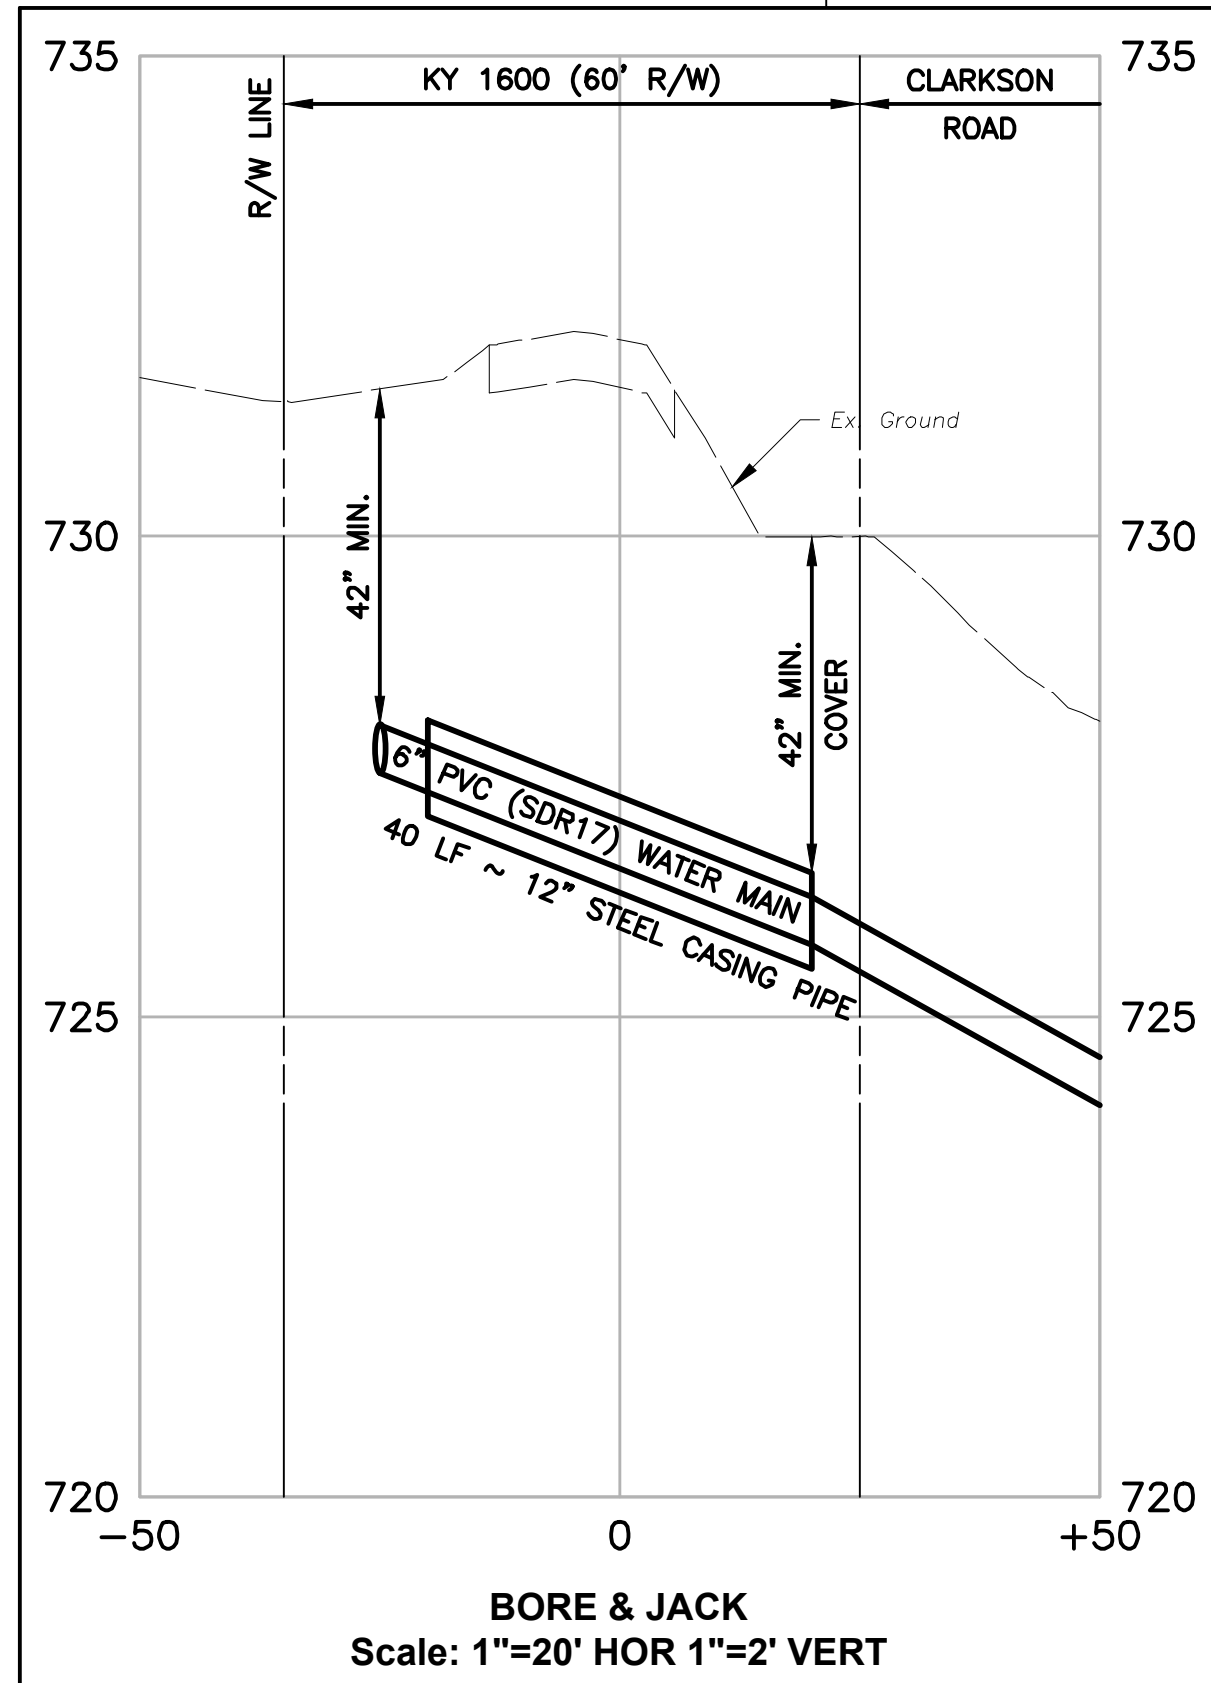 735
735
KY 1600 (60' R/W)
CLARKSON
ROAD
R/W LINE
Ex. Ground
730
730
42" MIN.
42" MIN.
COVER
6" PVC (SDR17) WATER MAIN
40 LF ~ 12" STEEL CASING PIPE
725
725
720
720
-50
0
+50
BORE & JACK
Scale: 1"=20' HOR 1"=2' VERT